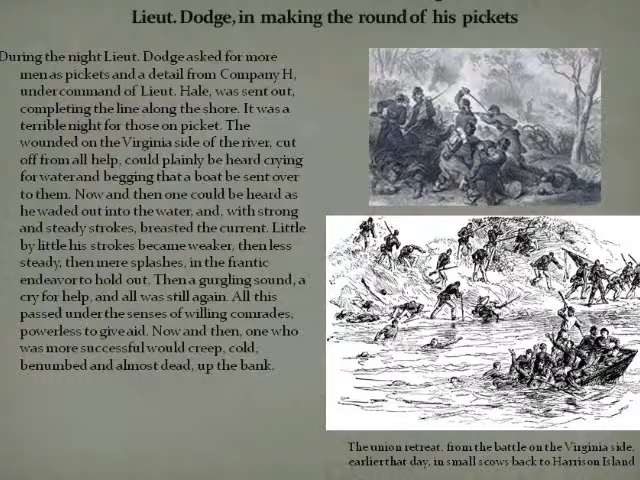 Lieut. Dodge, in making the round of his pickets
During the night Lieut. Dodge asked for more
men as pickets and a detail from Company H,
under command of Lieut. Hale, was sent out,
completing the line along the shore. It was a
terrible night for those on picket. The
wounded on the Virginia side of the river, cut
off from all help, could plainly be heard crying
for water and begging that a boat be sent over
to them. Now and then one could be heard as
he waded out into the water, and, with strong
and steady strokes, breasted the current. Little
by little his strokes became weaker, then less
steady, then mere splashes, in the frantic
endeavor to hold out. Then a gurgling sound, a
cry for help, and all was still again. All this
passed under the senses of willing comrades,
powerless to give aid. Now and then, one who
was more successful would creep, cold,
benumbed and almost dead, up the bank.
The union retreat, from the battle on the Virginia side,
earlier that day, in small scows back to Harrison Island